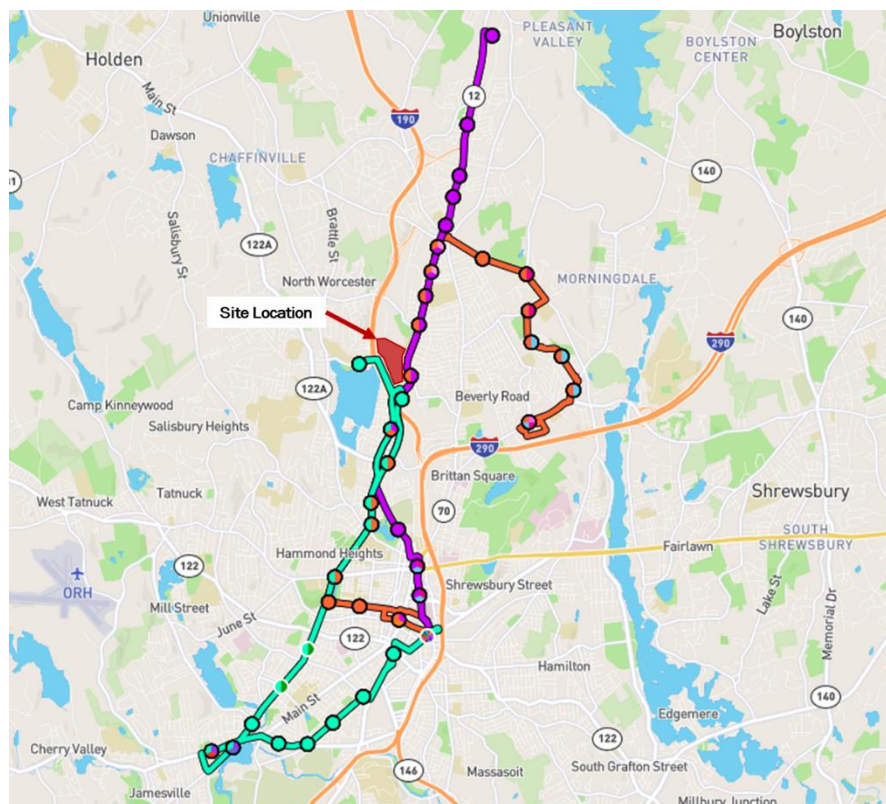 Unionville
PLEASANT
VALLEY
Boylston
Holden
BOYLSTON
CENTER
Main St
12
190
Dawson
CHAFFINVILLE
140
Salisbury St
Brattle St
122A
North Worcester
MORNINGDALE
Site Location
140
290
122A
Beverly Road
Camp Kinneywood
Salisbury Heights
290
Brittan Square
West Tatnuck
Tatnuck
70
Shrewsbury
SOUTH
SHREWSBURY
Hammond Heights
Fairlawn
122
ORH
Mill Street
Shrewsbury Street
Lake St
Memorial Dr
June St
122
Hamilton
Main St
140
Edgemere
Cherry Valley
122
146
Massasoit
South Grafton Street
Jamesville
Millbury Junction